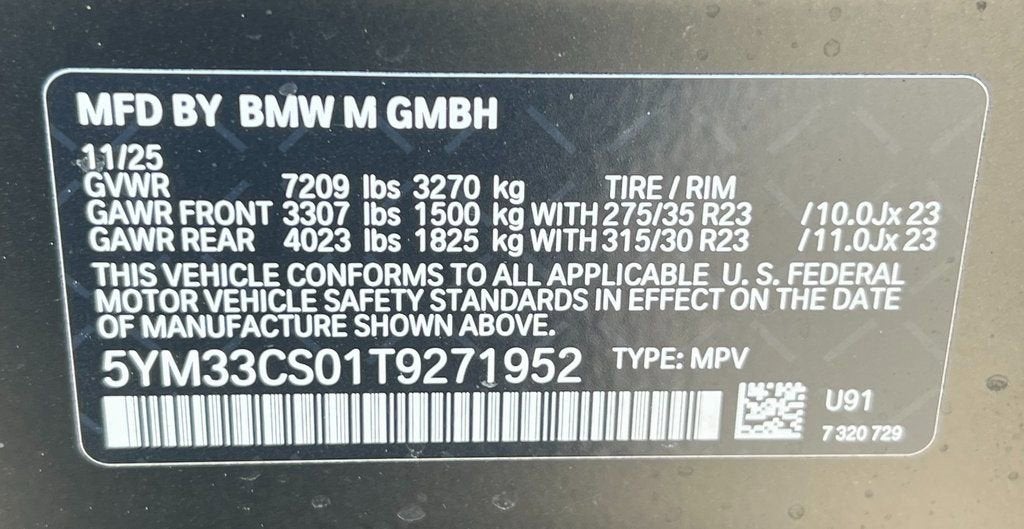 MFD BY BMW M GMBH
11/25
GVWR 7209 lbs 3270 kg TIRE / RIM
GAWR FRONT 3307 lbs 1500 kg WITH 275/35 R23 /10.0Jx 23
GAWR REAR 4023 lbs 1825 kg WITH 315/30 R23 /11.0Jx 23
THIS VEHICLE CONFORMS TO ALL APPLICABLE U. S. FEDERAL
MOTOR VEHICLE SAFETY STANDARDS IN EFFECT ON THE DATE
OF MANUFACTURE SHOWN ABOVE.
5YM33CS01T9271952 TYPE: MPV
U91
7 320 729